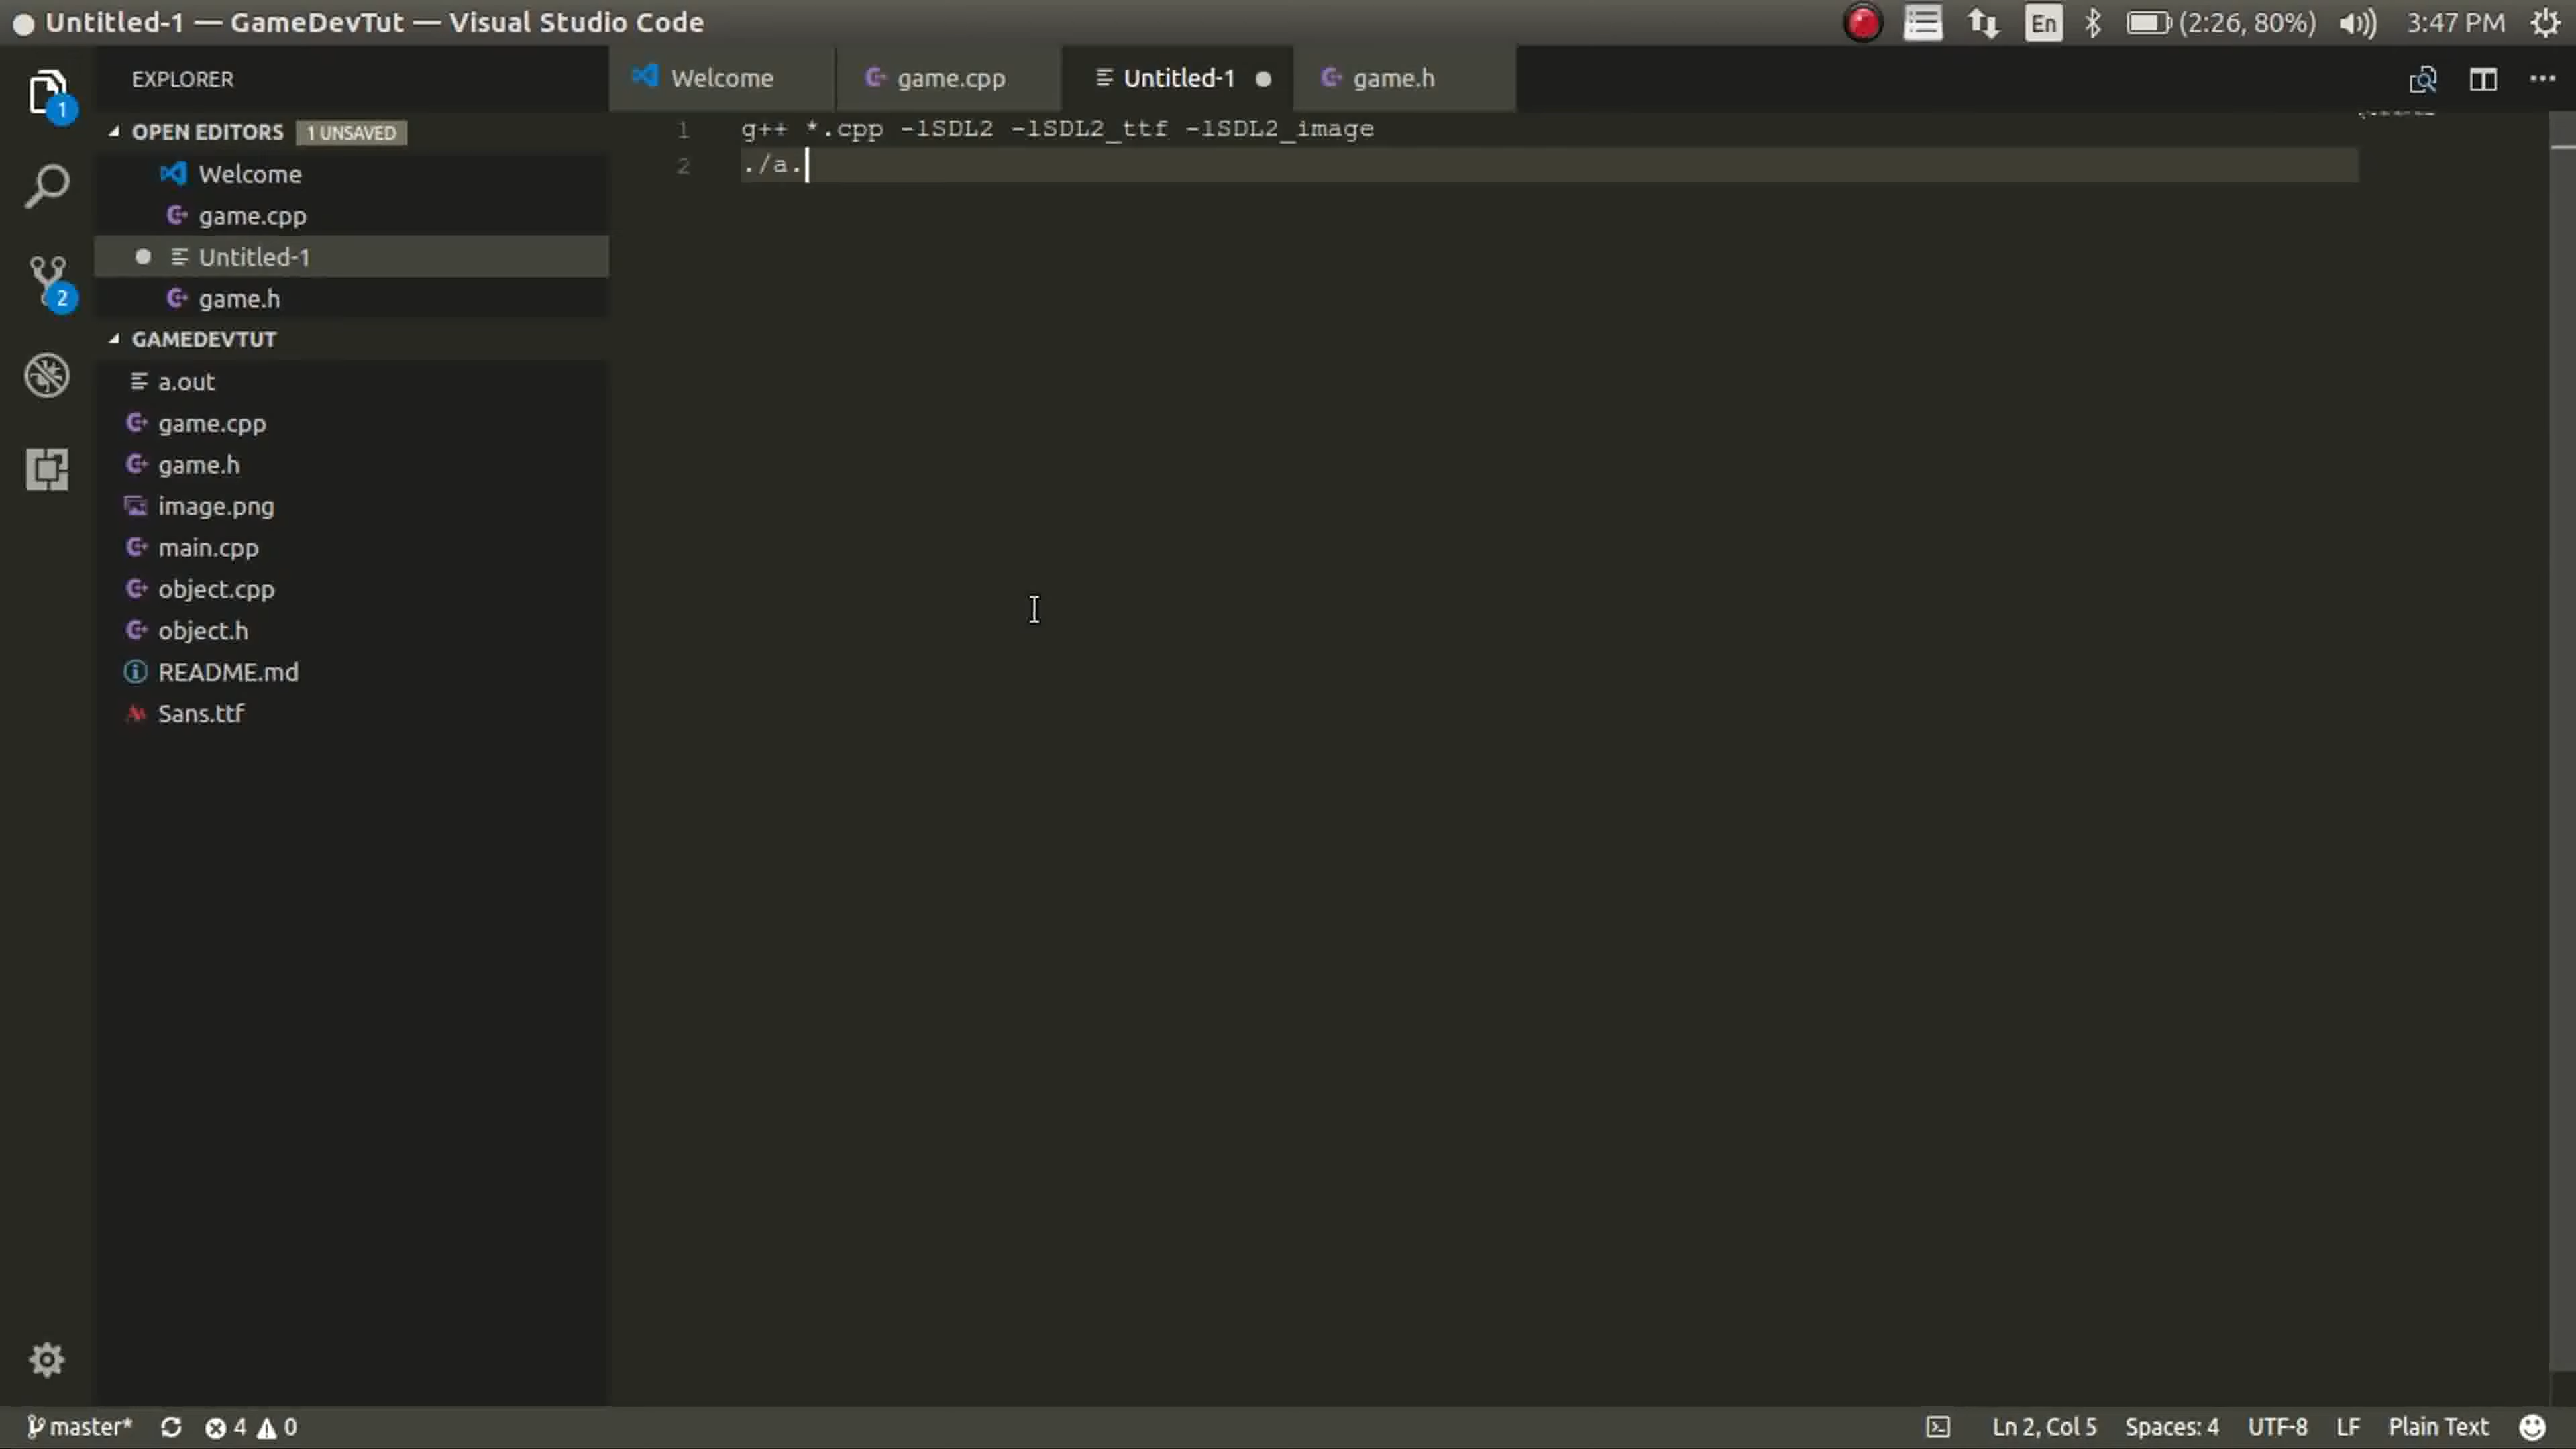 Untitled-1 — GameDevTut — Visual Studio Code
En (2:26, 80%) 3:47 PM
EXPLORER
Welcome game.cpp Untitled-1 game.h
OPEN EDITORS 1 UNSAVED
Welcome
game.cpp
Untitled-1
game.h
GAMEDEVTUT
a.out
game.cpp
game.h
image.png
main.cpp
object.cpp
object.h
README.md
Sans.ttf
1
2
1 g++ *.cpp -lSDL2 -lSDL2_ttf -lSDL2_image
2 ./a.
master* 4 0 Ln 2, Col 5 Spaces: 4 UTF-8 LF Plain Text